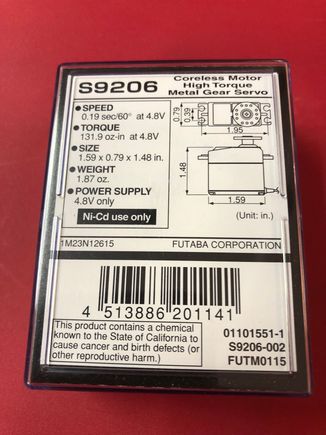 S9206
Coreless Motor
High Torque
Metal Gear Servo
● SPEED
0.19 sec/60° at 4.8V
● TORQUE
131.9 oz-in at 4.8V
● SIZE
1.59 x 0.79 x 1.48 in.
● WEIGHT
1.87 oz.
● POWER SUPPLY
4.8V only
Ni-Cd use only
0.79
0.39
1.95
1.48
1.59
(Unit: in.)
1M23N12615
FUTABA CORPORATION
4 513886 201141
This product contains a chemical
known to the State of California to
cause cancer and birth defects (or
other reproductive harm.)
01101551-1
S9206-002
FUTM0115